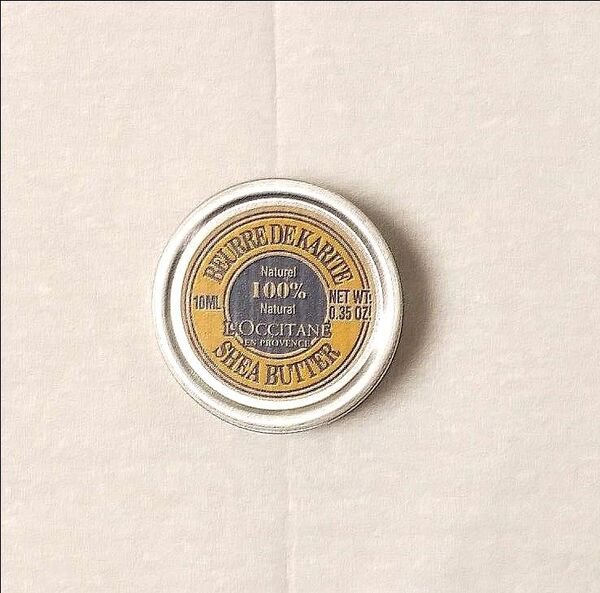 BEURRE DE KARITE
Naturel
100%
Natural
10ML
NET WT.
0.35 OZ.
L'OCCITANE
EN PROVENCE
SHEA BUTTER